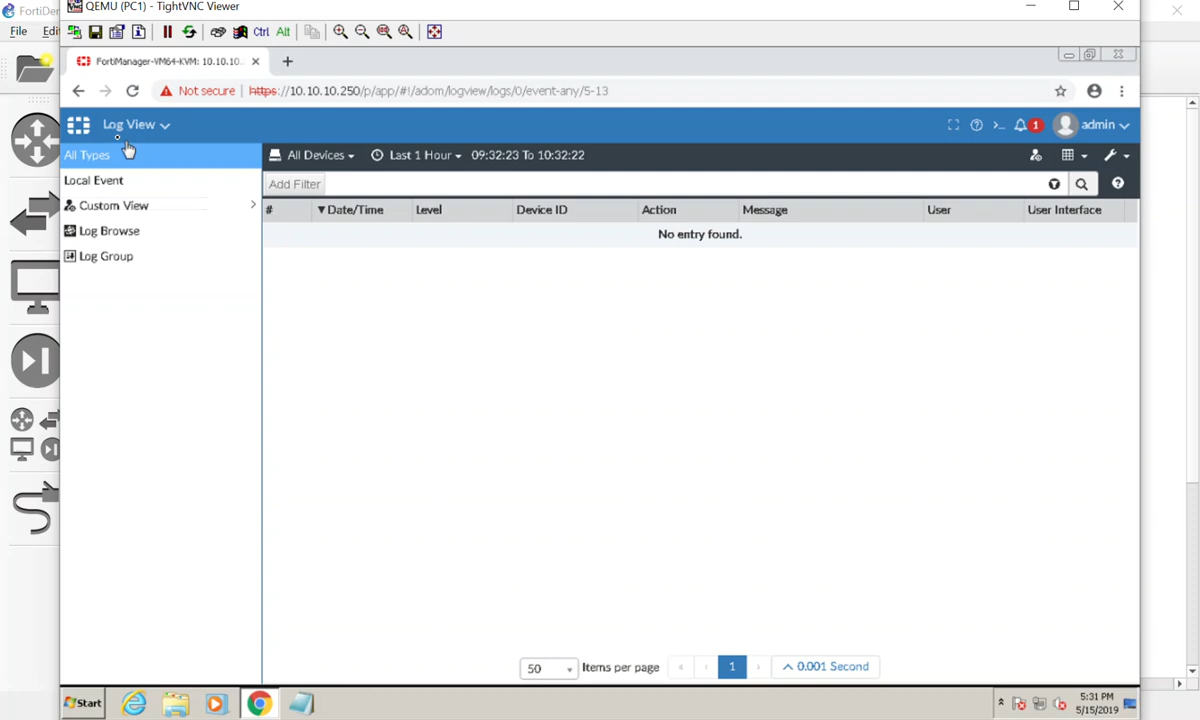 FortiDe
QEMU (PC1) - TightVNC Viewer
File Edi
Ctrl Alt
FortiManager-VM64-KVM: 10.10.10...
Not secure | https://10.10.10.250/p/app/#!/adom/logview/logs/0/event-any/5-13
Log View
1 admin
All Types
All Devices Last 1 Hour 09:32:23 To 10:32:22
Local Event
Add Filter
Custom View
# Date/Time Level Device ID Action Message User User Interface
Log Browse
No entry found.
Log Group
50 Items per page 1 0.001 Second
Start
5:31 PM
5/15/2019